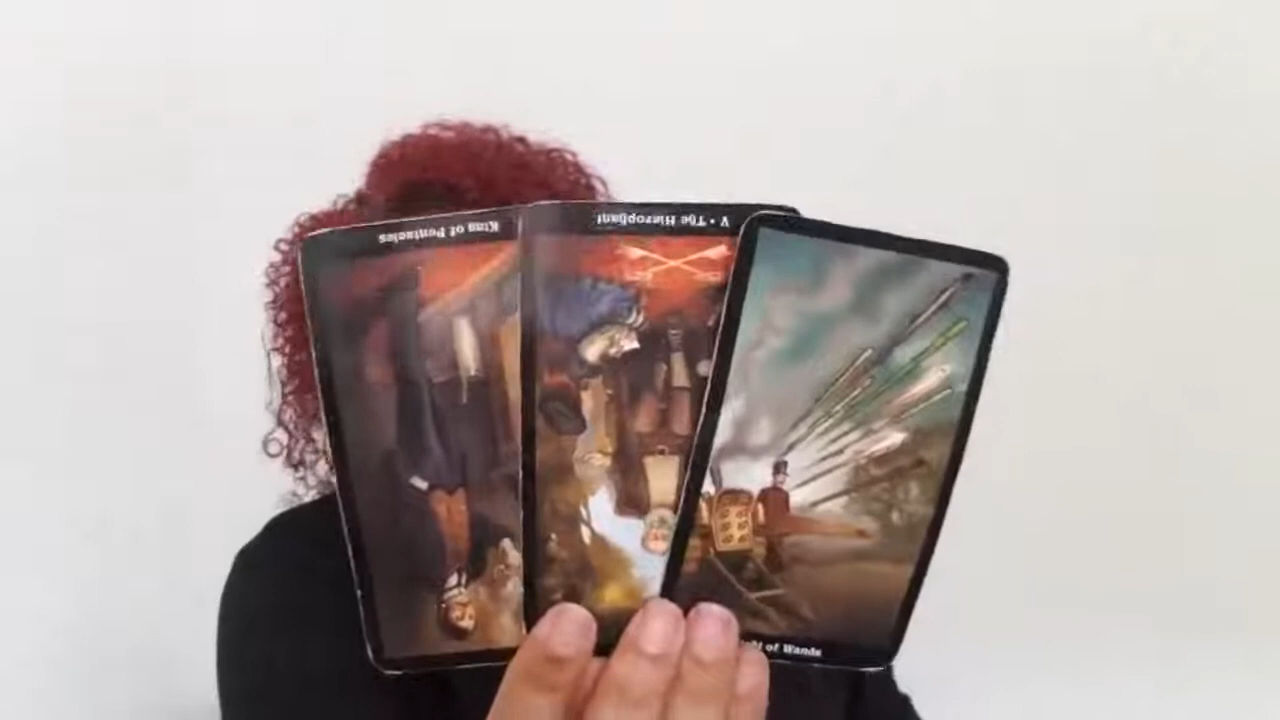 King of Pentacles
V • The Hierophant
of Wands